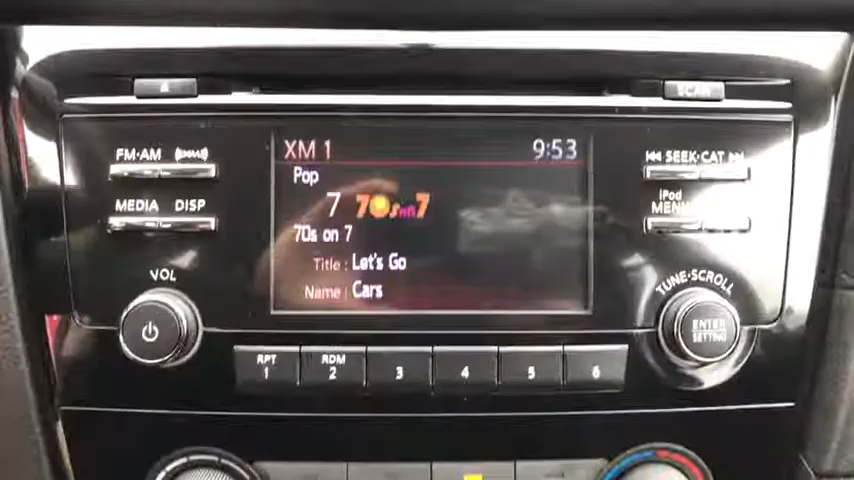 SCAN
FM·AM (((XM)))
MEDIA DISP
VOL
XM 1 9:53
Pop
7 70s on 7
70s on 7
Title : Let's Go
Name : Cars
SEEK·CAT
iPod
MENU
TUNE·SCROLL
ENTER
SETTING
RPT
1
RDM
2
3
4
5
6